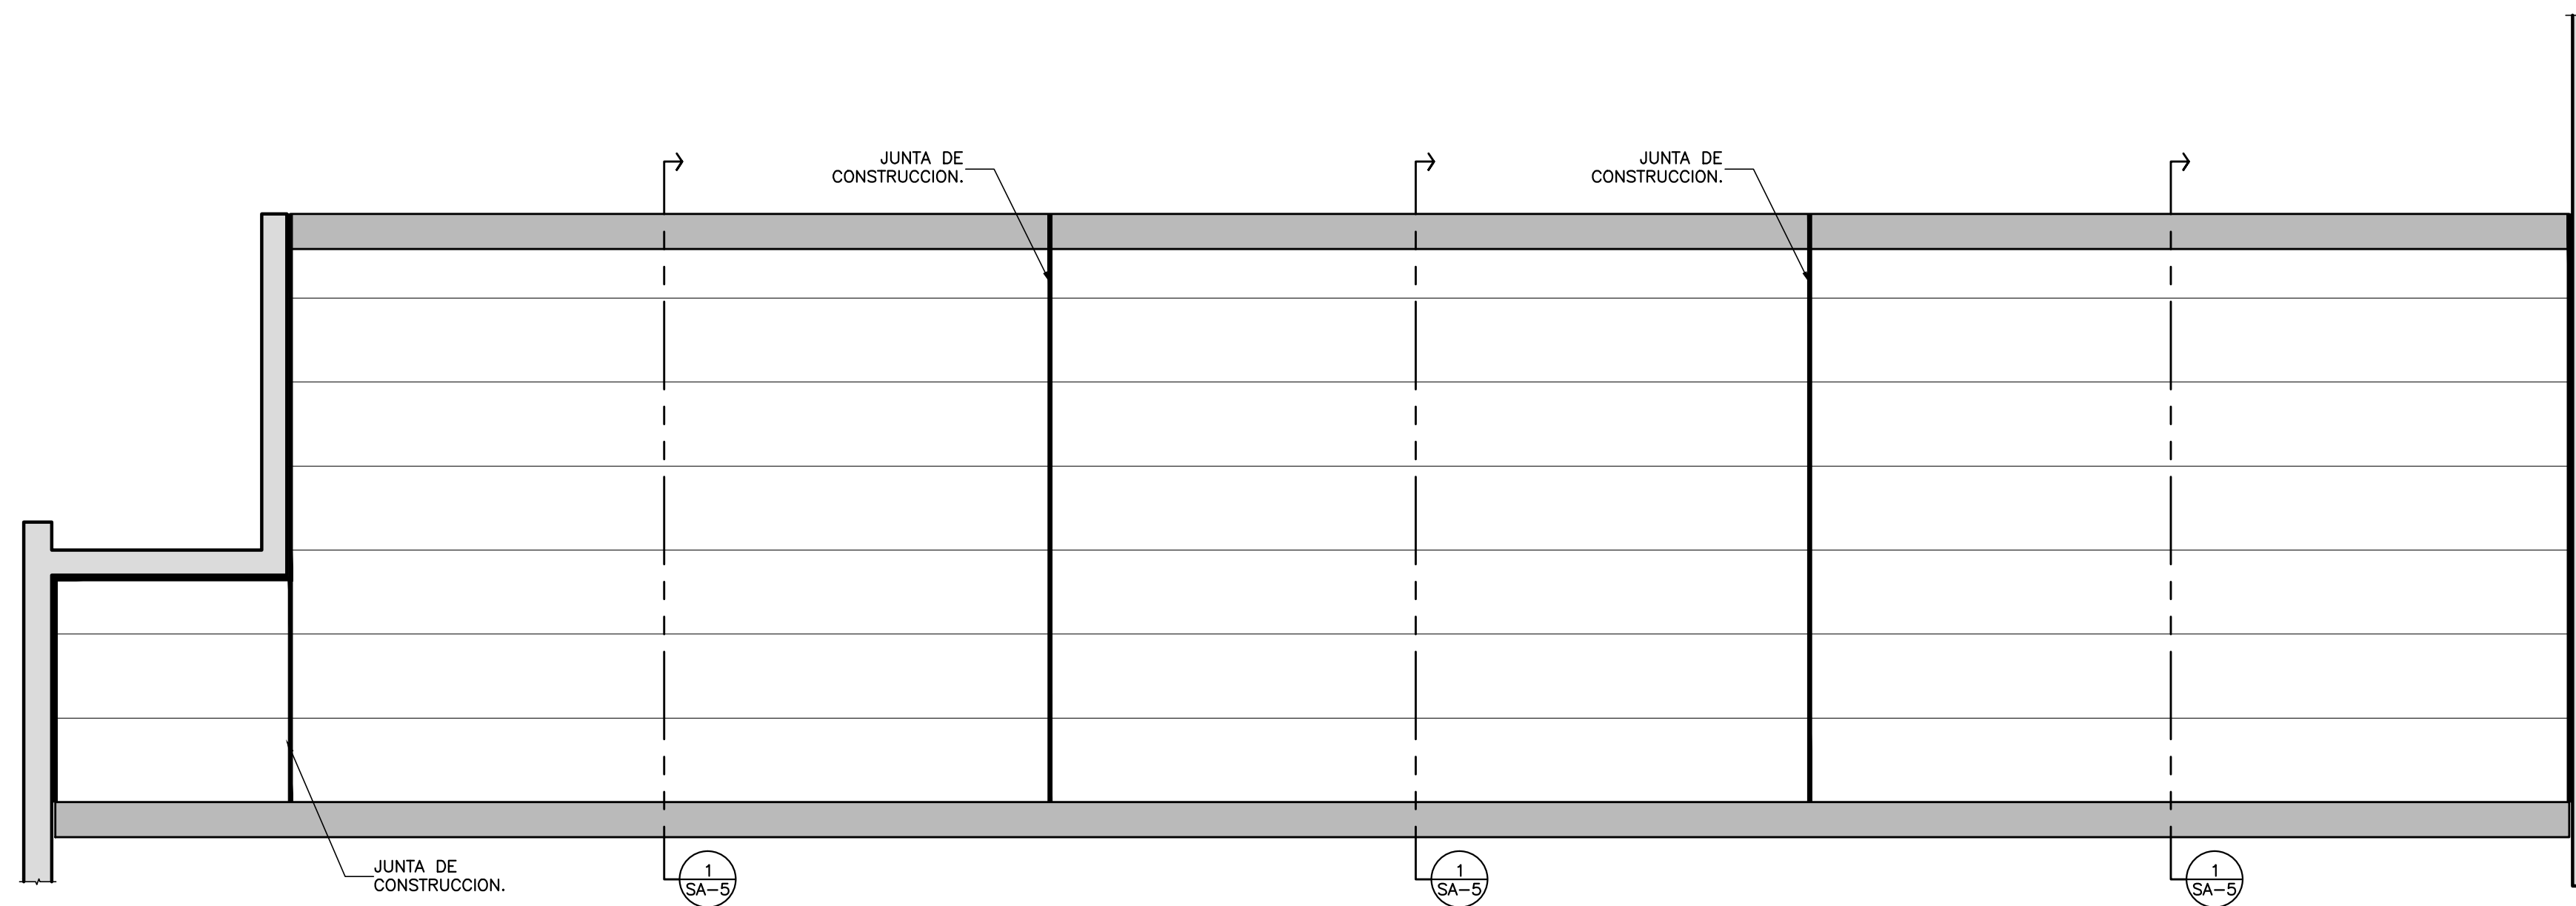 JUNTA DE
CONSTRUCCION.
JUNTA DE
CONSTRUCCION.
JUNTA DE
CONSTRUCCION.
1
SA-5
1
SA-5
1
SA-5